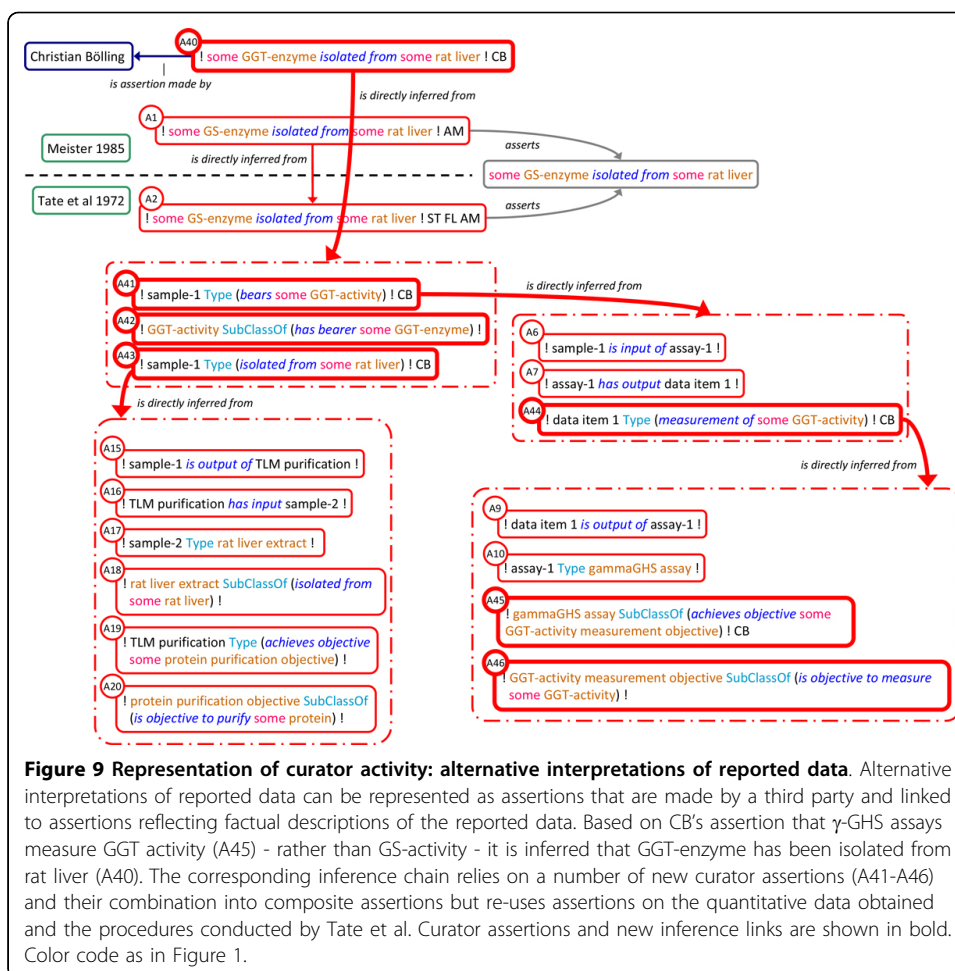 A40
Christian Bölling
! some GGT-enzyme isolated from some rat liver ! CB
is assertion made by
is directly inferred from
A1
! some GS-enzyme isolated from some rat liver ! AM
Meister 1985
is directly inferred from
asserts
some GS-enzyme isolated from some rat liver
Tate et al 1972
A2
! some GS-enzyme isolated from some rat liver ! ST FL AM
asserts
A41
! sample-1 Type (bears some GGT-activity) ! CB
is directly inferred from
A42
! GGT-activity SubClassOf (has bearer some GGT-enzyme) !
A43
! sample-1 Type (isolated from some rat liver) ! CB
is directly inferred from
A6
! sample-1 is input of assay-1 !
A7
! assay-1 has output data item 1 !
A44
! data item 1 Type (measurement of some GGT-activity) ! CB
is directly inferred from
A15
! sample-1 is output of TLM purification !
A16
! TLM purification has input sample-2 !
A17
! sample-2 Type rat liver extract !
A18
! rat liver extract SubClassOf (isolated from
some rat liver) !
A19
! TLM purification Type (achieves objective
some protein purification objective) !
A20
! protein purification objective SubClassOf
(is objective to purify some protein) !
A9
! data item 1 is output of assay-1 !
A10
! assay-1 Type gammaGHS assay !
A45
! gammaGHS assay SubClassOf (achieves objective some
GGT-activity measurement objective) ! CB
A46
! GGT-activity measurement objective SubClassOf (is objective to measure
some GGT-activity) !
Figure 9 Representation of curator activity: alternative interpretations of reported data. Alternative
interpretations of reported data can be represented as assertions that are made by a third party and linked
to assertions reflecting factual descriptions of the reported data. Based on CB's assertion that γ-GHS assays
measure GGT activity (A45) - rather than GS-activity - it is inferred that GGT-enzyme has been isolated from
rat liver (A40). The corresponding inference chain relies on a number of new curator assertions (A41-A46)
and their combination into composite assertions but re-uses assertions on the quantitative data obtained
and the procedures conducted by Tate et al. Curator assertions and new inference links are shown in bold.
Color code as in Figure 1.